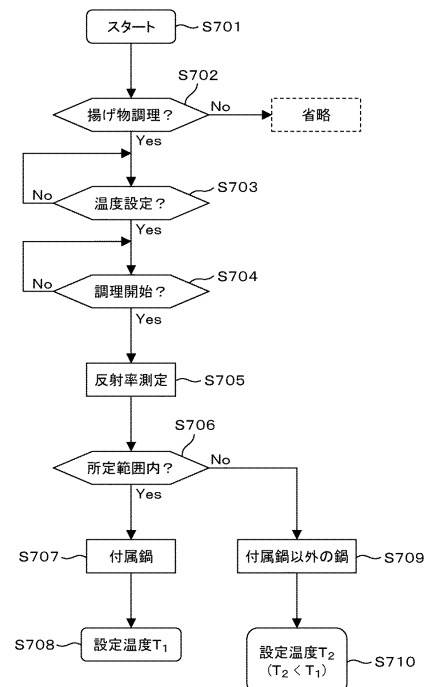 スタート
S701
S702
揚げ物調理？
No
省略
Yes
No
温度設定？
S703
Yes
No
調理開始？
S704
Yes
反射率測定
S705
S706
所定範囲内？
No
Yes
S707
付属鍋
付属鍋以外の鍋
S709
S708
設定温度T1
設定温度T2
(T2 < T1)
S710